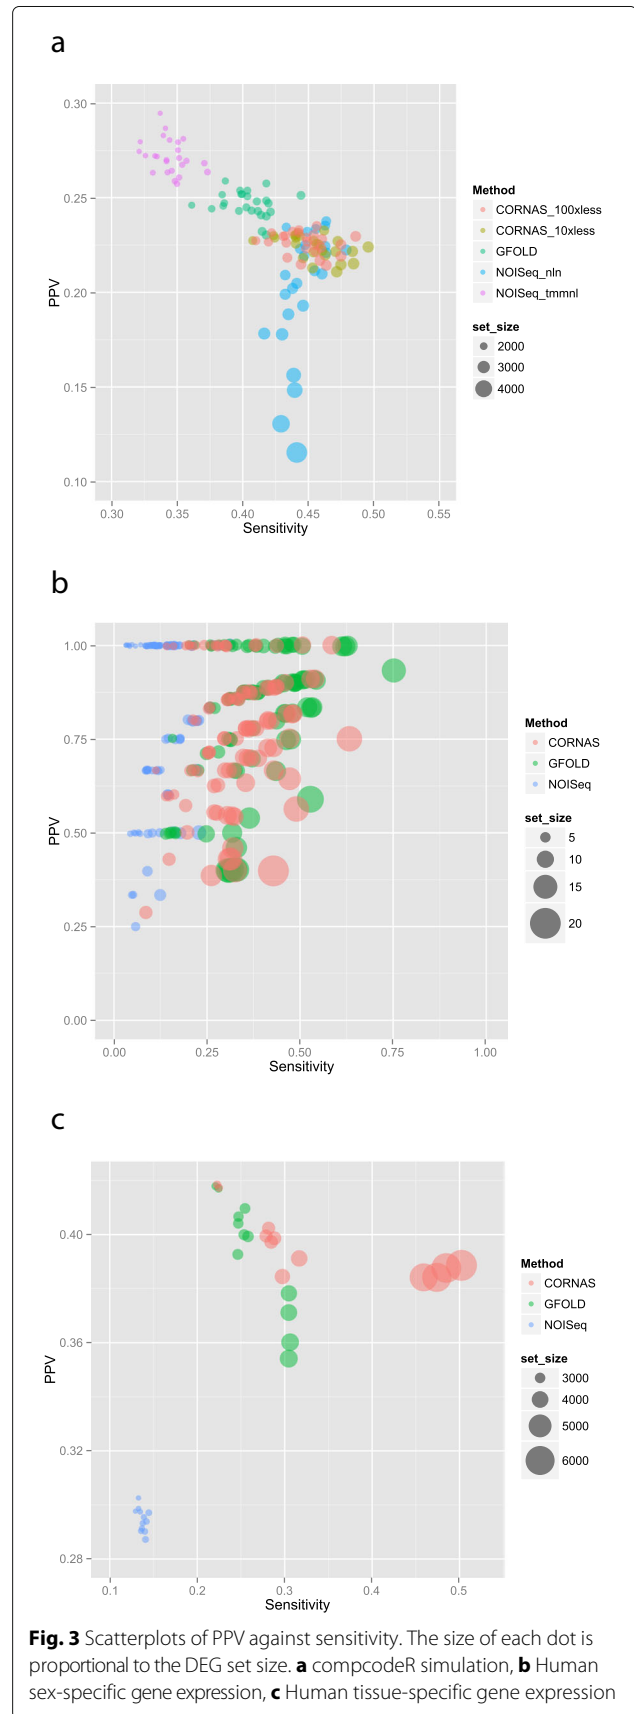 a
0.30
0.25
0.20
0.15
0.10
PPV
0.30 0.35 0.40 0.45 0.50 0.55
Sensitivity
Method
CORNAS_100xless
CORNAS_10xless
GFOLD
NOISeq_nln
NOISeq_tmmnl
set_size
2000
3000
4000
b
1.00
0.75
0.50
0.25
0.00
PPV
0.00 0.25 0.50 0.75 1.00
Sensitivity
Method
CORNAS
GFOLD
NOISeq
set_size
5
10
15
20
c
0.40
0.36
0.32
0.28
PPV
0.1 0.2 0.3 0.4 0.5
Sensitivity
Method
CORNAS
GFOLD
NOISeq
set_size
3000
4000
5000
6000
Fig. 3 Scatterplots of PPV against sensitivity. The size of each dot is
proportional to the DEG set size. a compcodeR simulation, b Human
sex-specific gene expression, c Human tissue-specific gene expression